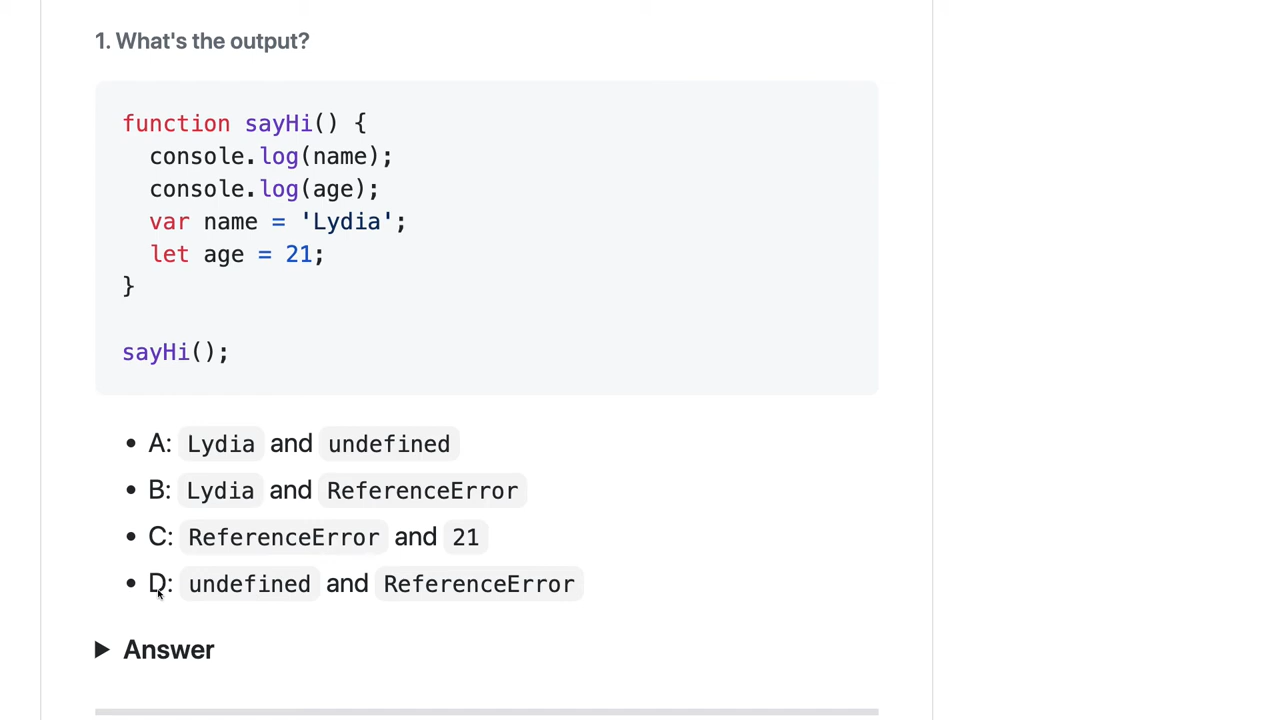 1. What's the output?
function sayHi() {
  console.log(name);
  console.log(age);
  var name = 'Lydia';
  let age = 21;
}
sayHi();
• A: Lydia and undefined
• B: Lydia and ReferenceError
• C: ReferenceError and 21
• D: undefined and ReferenceError
▶ Answer